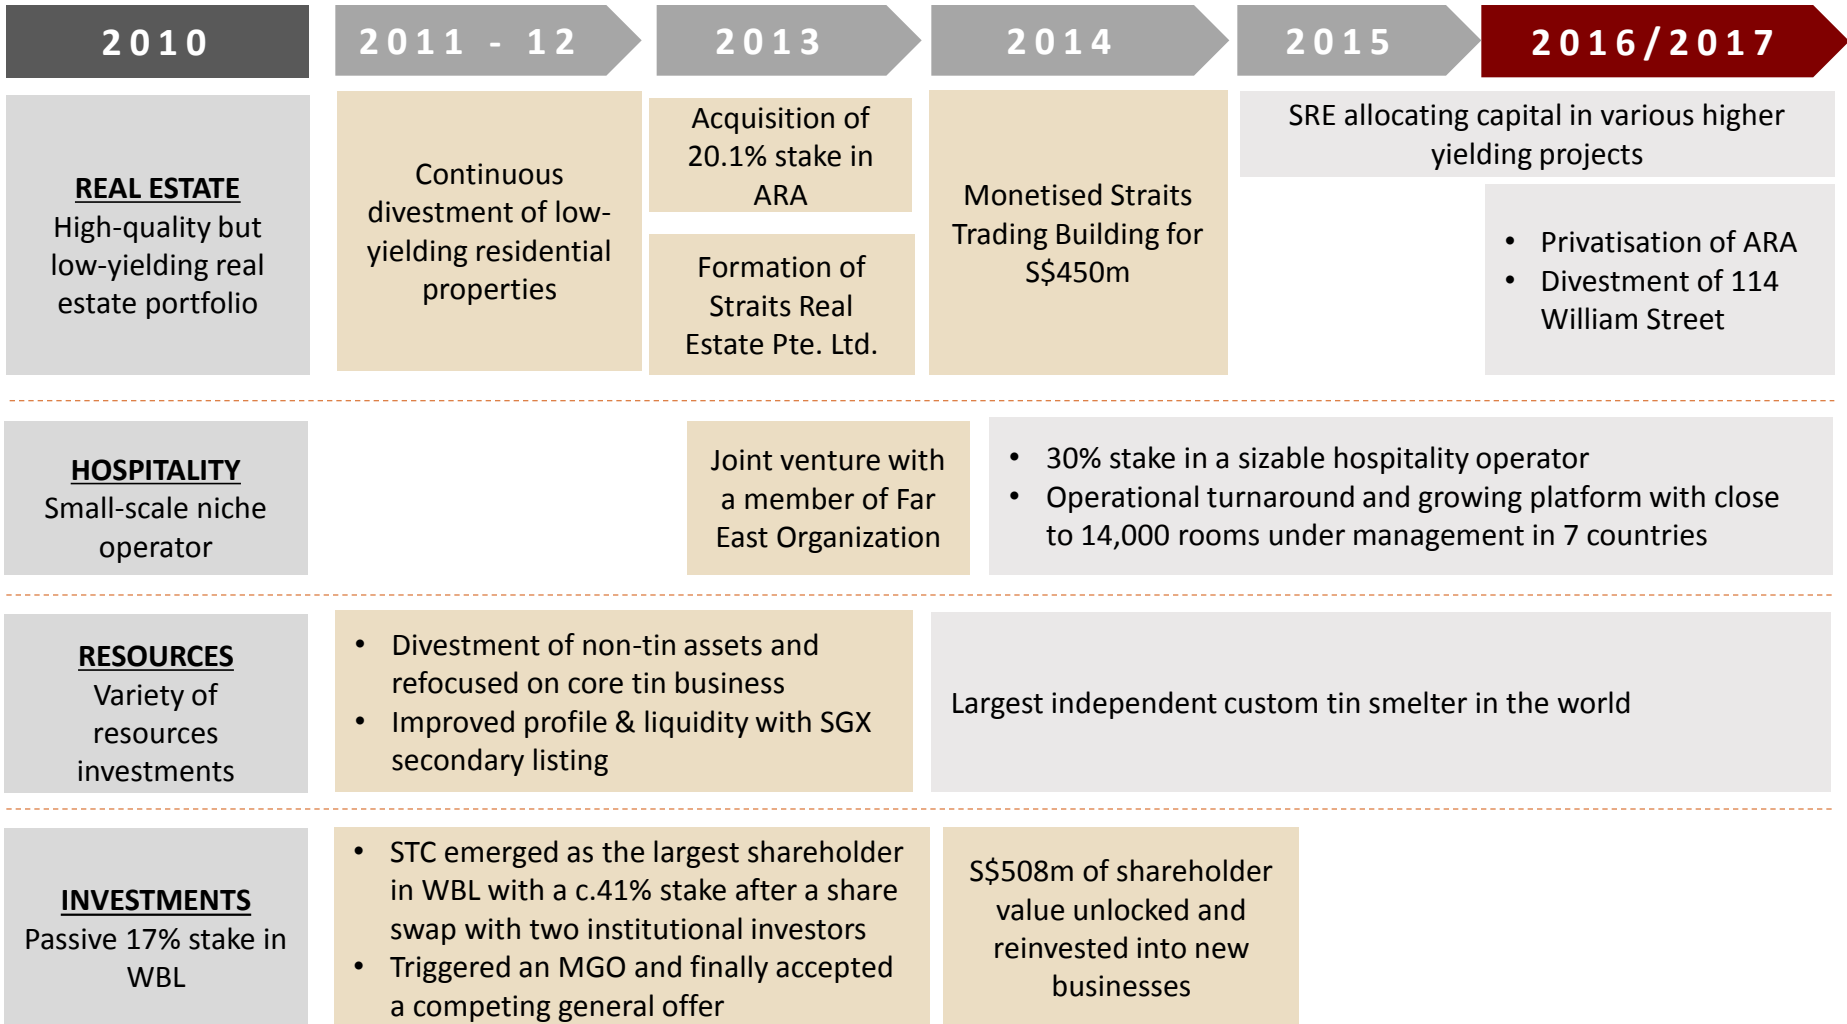 2010
2011 - 12
2013
2014
2015
2016/2017
REAL ESTATE
High-quality but
low-yielding real
estate portfolio
Continuous
divestment of low-
yielding residential
properties
Acquisition of
20.1% stake in
ARA
Formation of
Straits Real
Estate Pte. Ltd.
Monetised Straits
Trading Building for
S$450m
SRE allocating capital in various higher
yielding projects
• Privatisation of ARA
• Divestment of 114
William Street
HOSPITALITY
Small-scale niche
operator
Joint venture with
a member of Far
East Organization
• 30% stake in a sizable hospitality operator
• Operational turnaround and growing platform with close
to 14,000 rooms under management in 7 countries
RESOURCES
Variety of
resources
investments
• Divestment of non-tin assets and
refocused on core tin business
• Improved profile & liquidity with SGX
secondary listing
Largest independent custom tin smelter in the world
INVESTMENTS
Passive 17% stake in
WBL
• STC emerged as the largest shareholder
in WBL with a c.41% stake after a share
swap with two institutional investors
• Triggered an MGO and finally accepted
a competing general offer
S$508m of shareholder
value unlocked and
reinvested into new
businesses